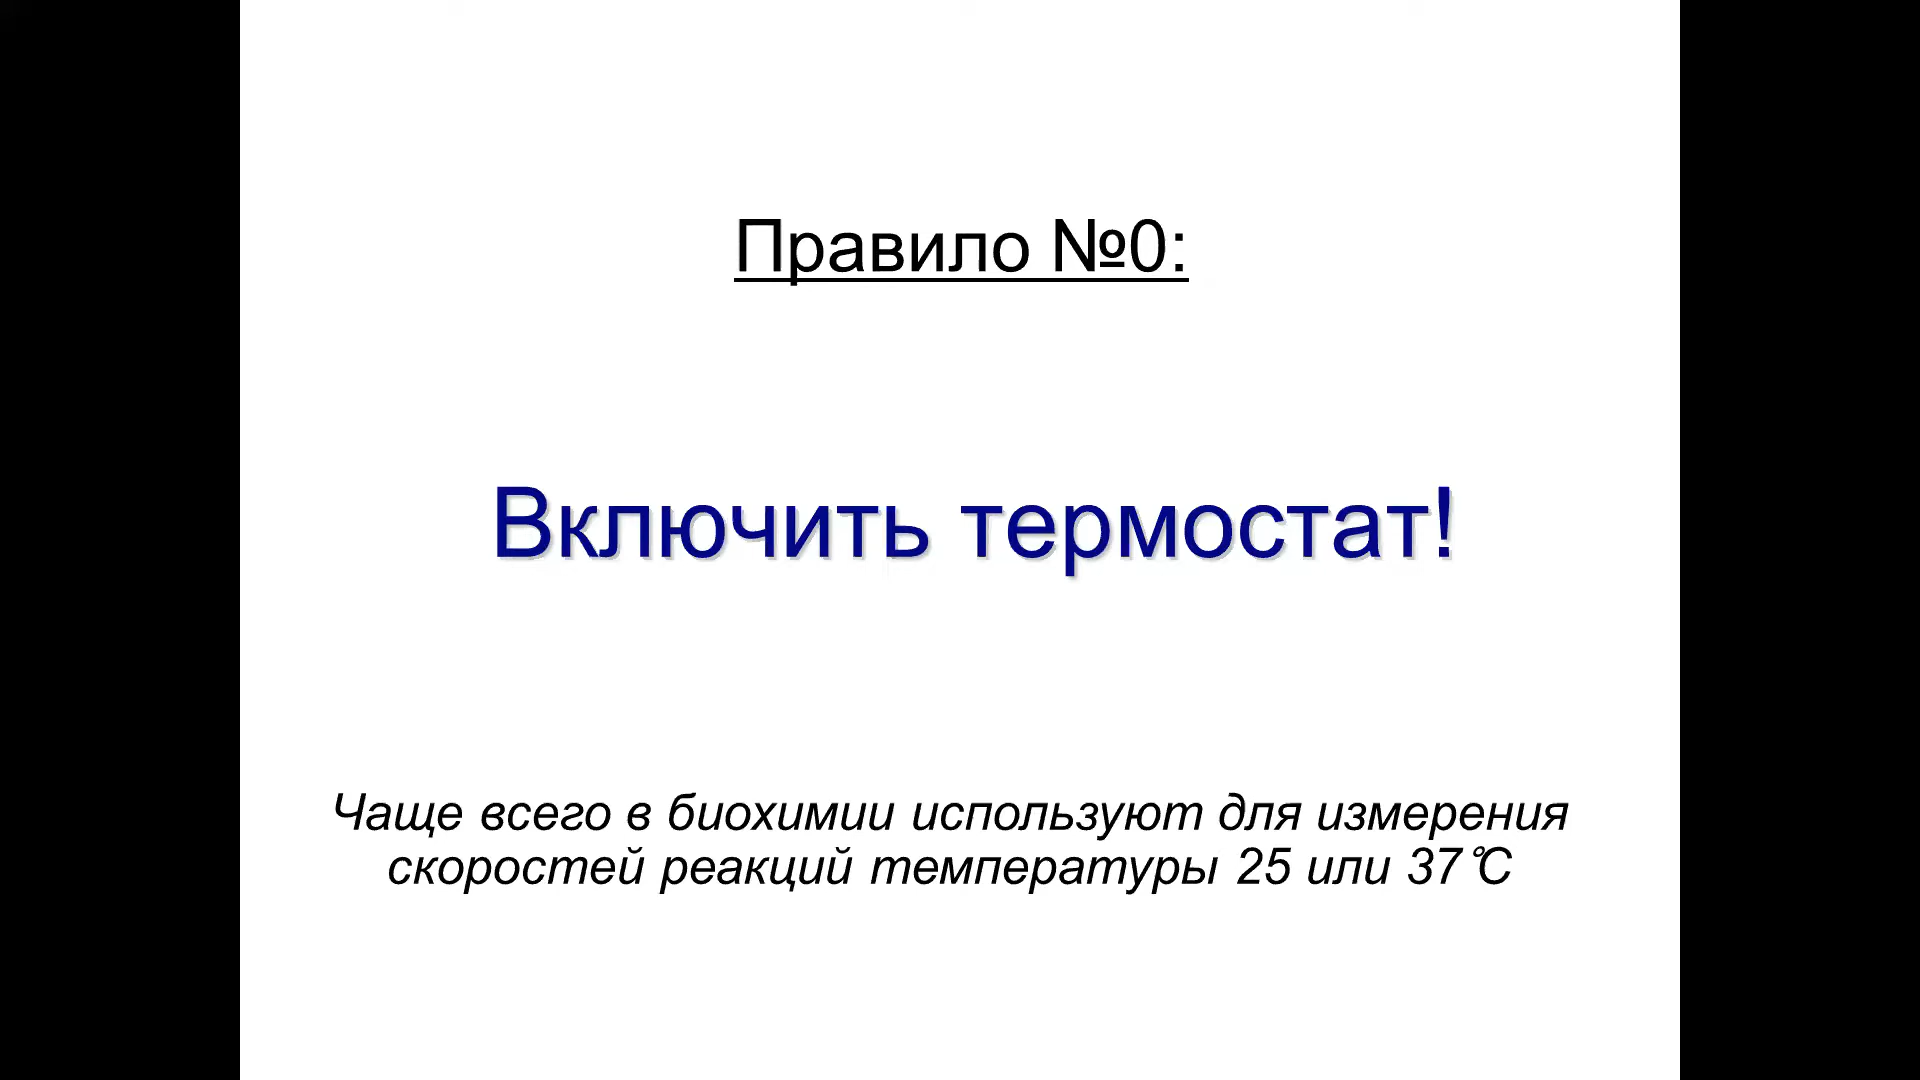 Правило №0:
Включить термостат!
Чаще всего в биохимии используют для измерения
скоростей реакций температуры 25 или 37℃